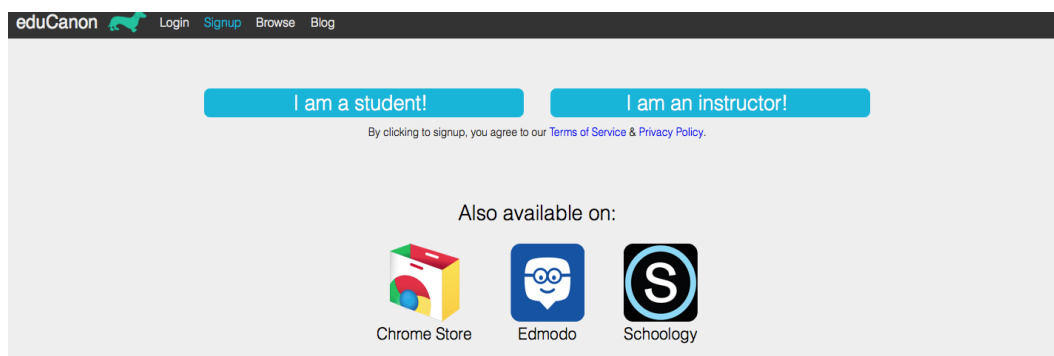 eduCanon Login Signup Browse Blog
I am a student! I am an instructor!
By clicking to signup, you agree to our Terms of Service & Privacy Policy.
Also available on:
S
Chrome Store Edmodo Schoology